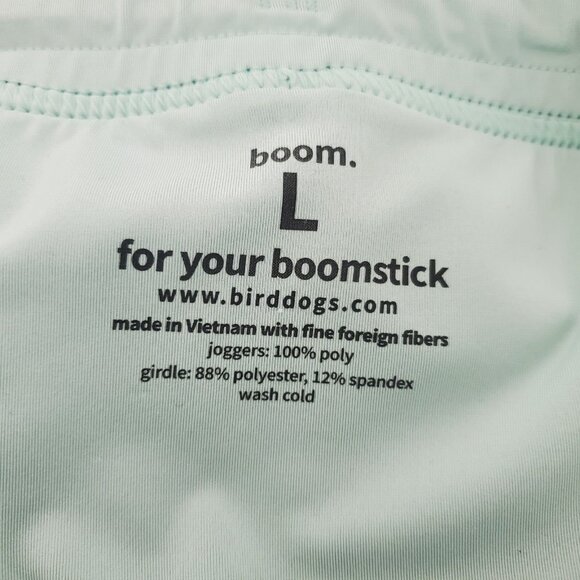 boom.
L
for your boomstick
www.birddogs.com
made in Vietnam with fine foreign fibers
joggers: 100% poly
girdle: 88% polyester, 12% spandex
wash cold